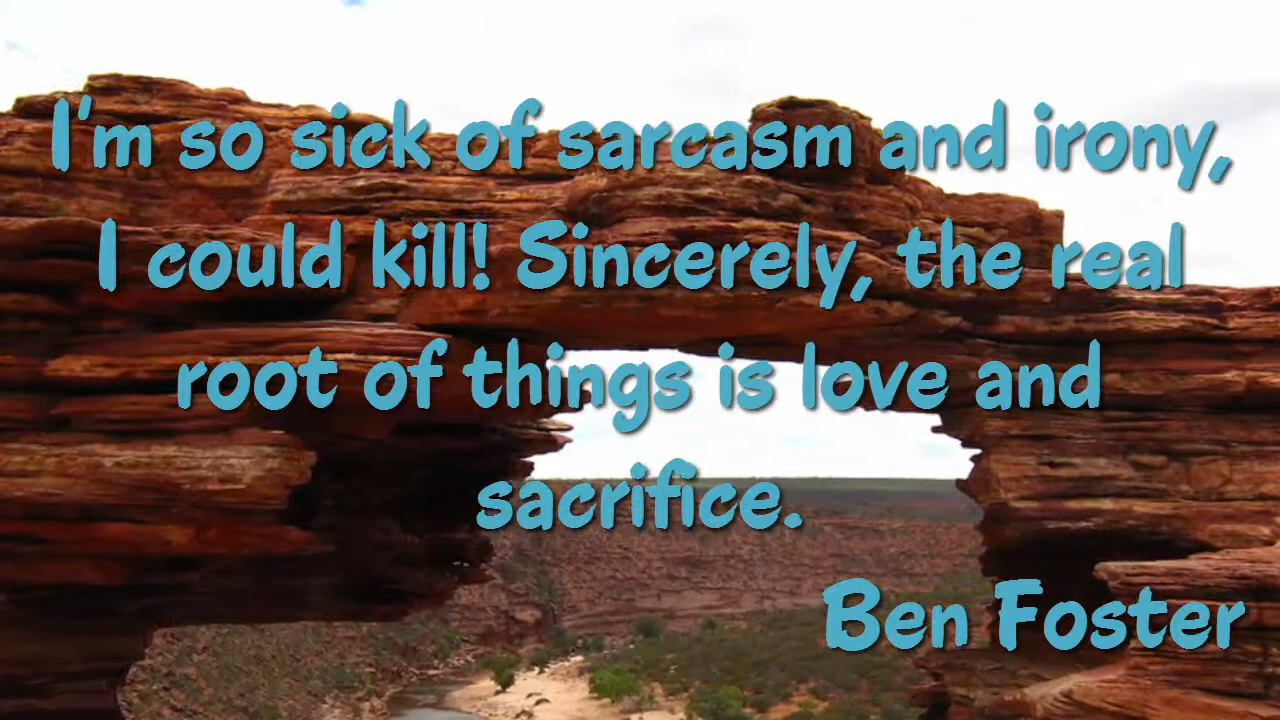 I'm so sick of sarcasm and irony,
I could kill! Sincerely, the real
root of things is love and
sacrifice.
Ben Foster